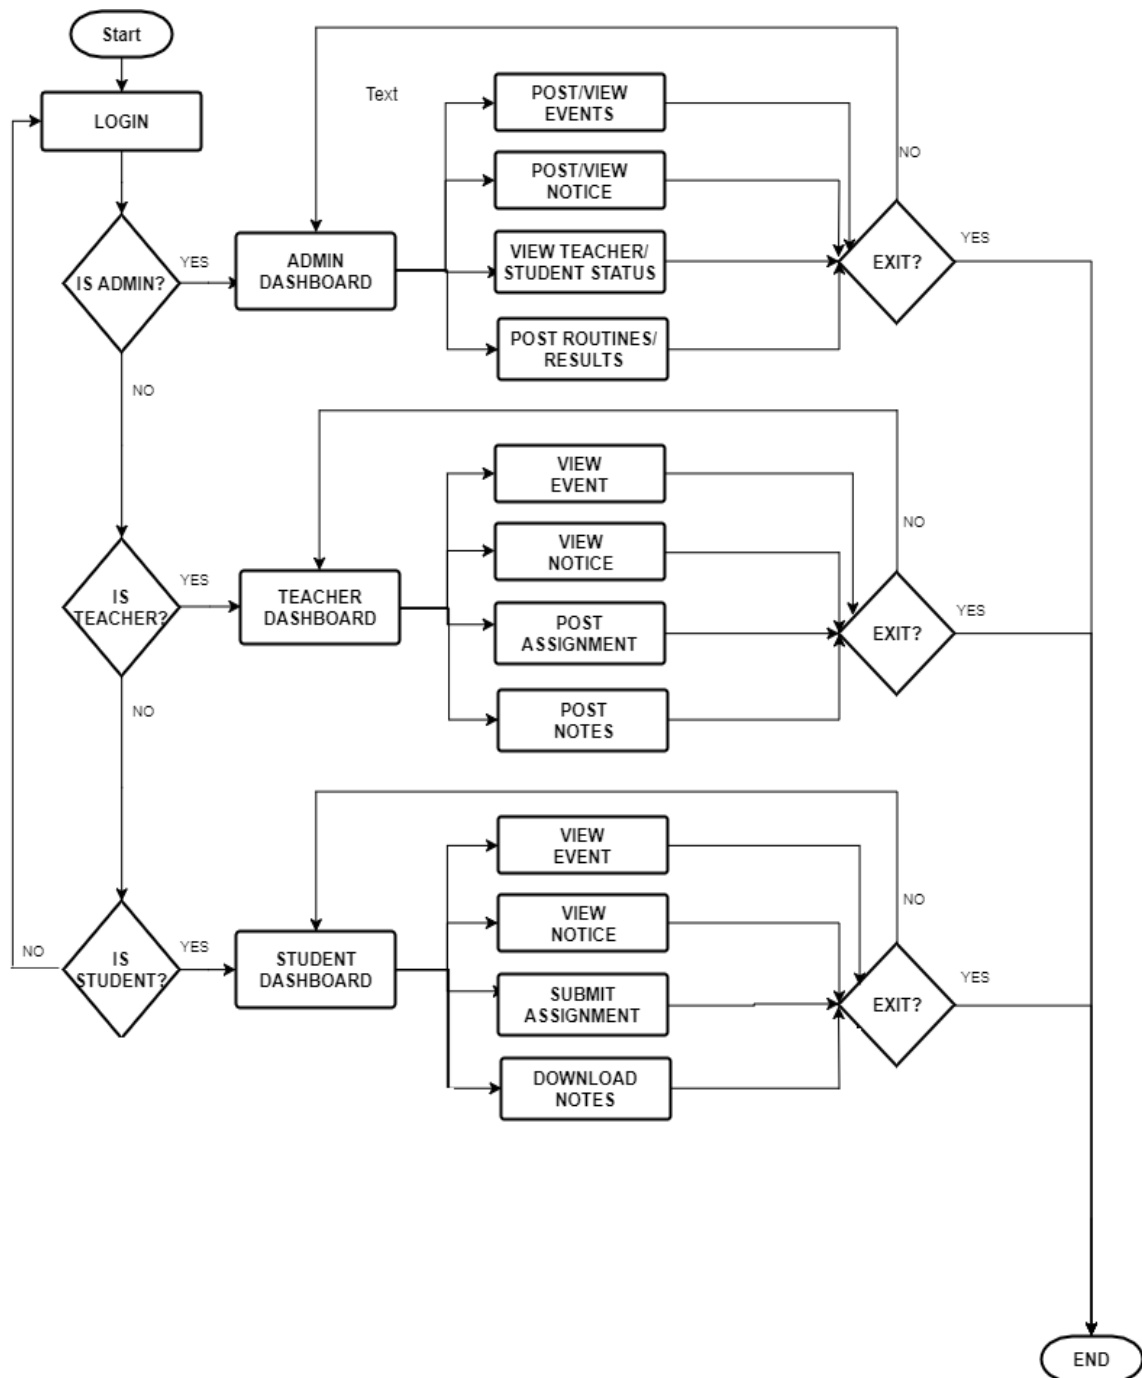 Start
LOGIN
Text
IS ADMIN?
YES
NO
ADMIN
DASHBOARD
POST/VIEW
EVENTS
POST/VIEW
NOTICE
VIEW TEACHER/
STUDENT STATUS
POST ROUTINES/
RESULTS
NO
EXIT?
YES
IS
TEACHER?
YES
NO
TEACHER
DASHBOARD
VIEW
EVENT
VIEW
NOTICE
POST
ASSIGNMENT
POST
NOTES
NO
EXIT?
YES
IS
STUDENT?
NO
YES
STUDENT
DASHBOARD
VIEW
EVENT
VIEW
NOTICE
SUBMIT
ASSIGNMENT
DOWNLOAD
NOTES
NO
EXIT?
YES
END